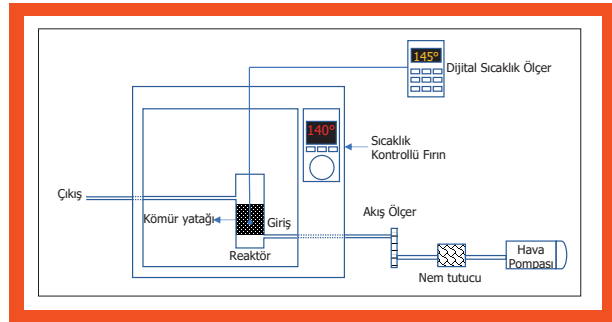 145°
Dijital Sıcaklık Ölçer
140°
Sıcaklık
Kontrollü Fırın
Çıkış
Kömür yatağı
Giriş
Reaktör
Akış Ölçer
Nem tutucu
Hava
Pompası